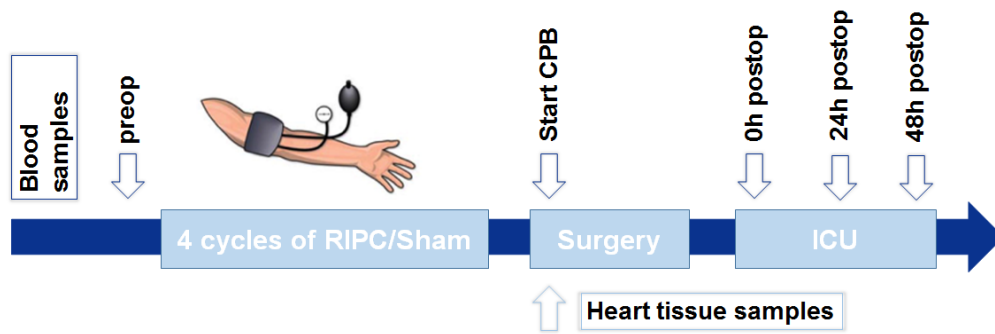 Blood
samples
preop
Start CPB
0h postop
24h postop
48h postop
4 cycles of RIPC/Sham
Surgery
ICU
Heart tissue samples